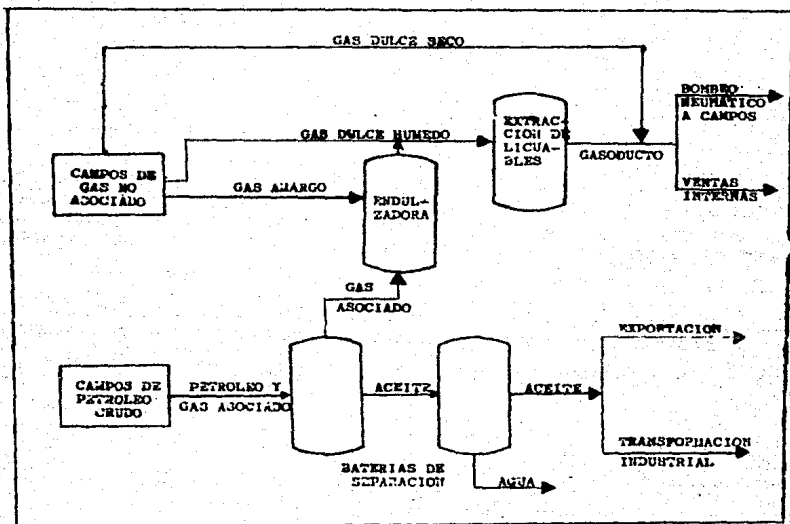 GAS DULCE SECO
BOMBEO
NEUMATICO
A CAMPOS
EXTRAC-
CION DE
LICUA-
BLES
GAS DULCE HUMEDO
GASODUCTO
CAMPOS DE
GAS NO
ASOCIADO
GAS AMARGO
ENDUL-
ZADORA
VENTAS
INTERNAS
GAS
ASOCIADO
EXPORTACION
CAMPOS DE
PETROLEO
CRUDO
PETROLEO Y
GAS ASOCIADO
ACEITE
ACEITE
TRANSFORMACION
INDUSTRIAL
BATERIAS DE
SEPARACION
AGUA